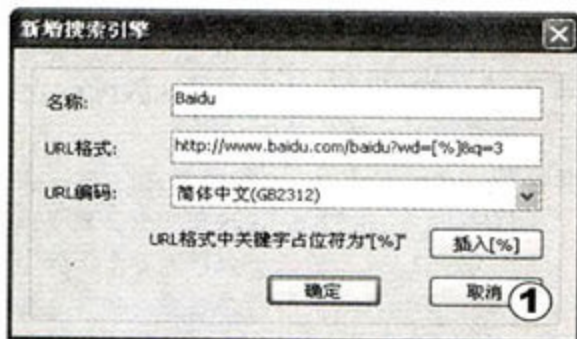 新增搜索引擎
名称: Baidu
URL格式: http://www.baidu.com/baidu?wd=[%]&q=3
URL编码: 简体中文(GB2312)
URL格式中关键字占位符为"[%]" 插入[%]
确定 取消 ①